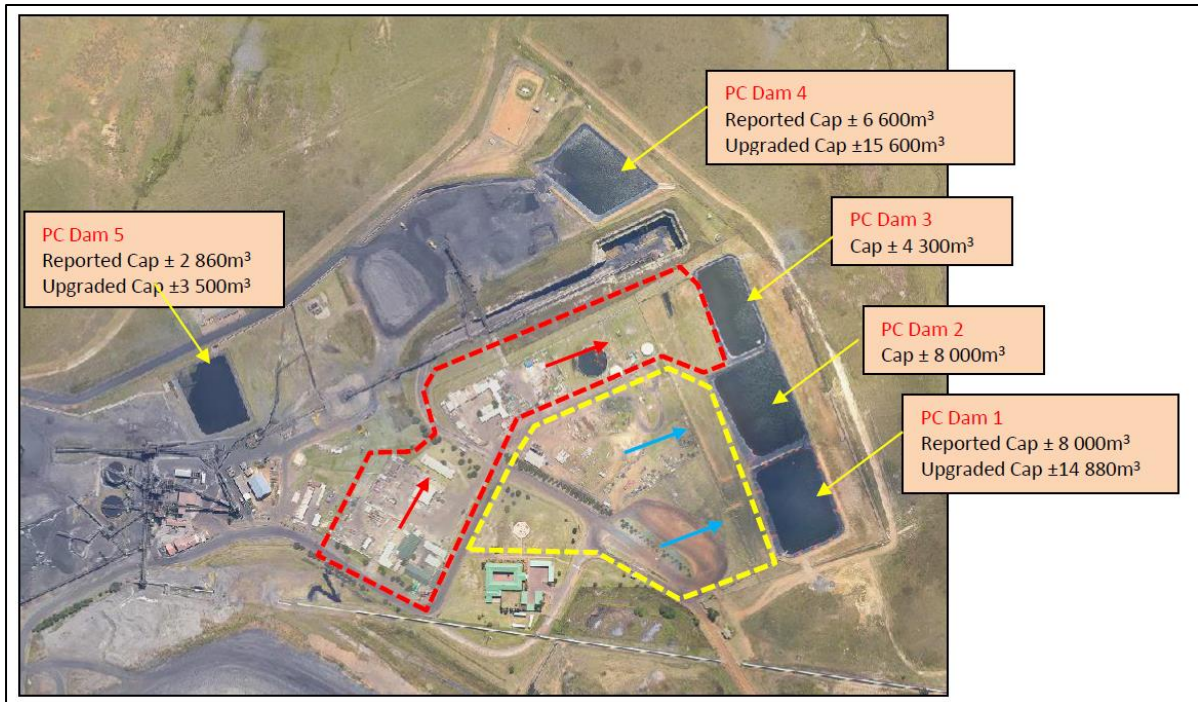 PC Dam 4
Reported Cap ± 6 600m³
Upgraded Cap ±15 600m³
PC Dam 3
Cap ± 4 300m³
PC Dam 5
Reported Cap ± 2 860m³
Upgraded Cap ±3 500m³
PC Dam 2
Cap ± 8 000m³
PC Dam 1
Reported Cap ± 8 000m³
Upgraded Cap ±14 880m³